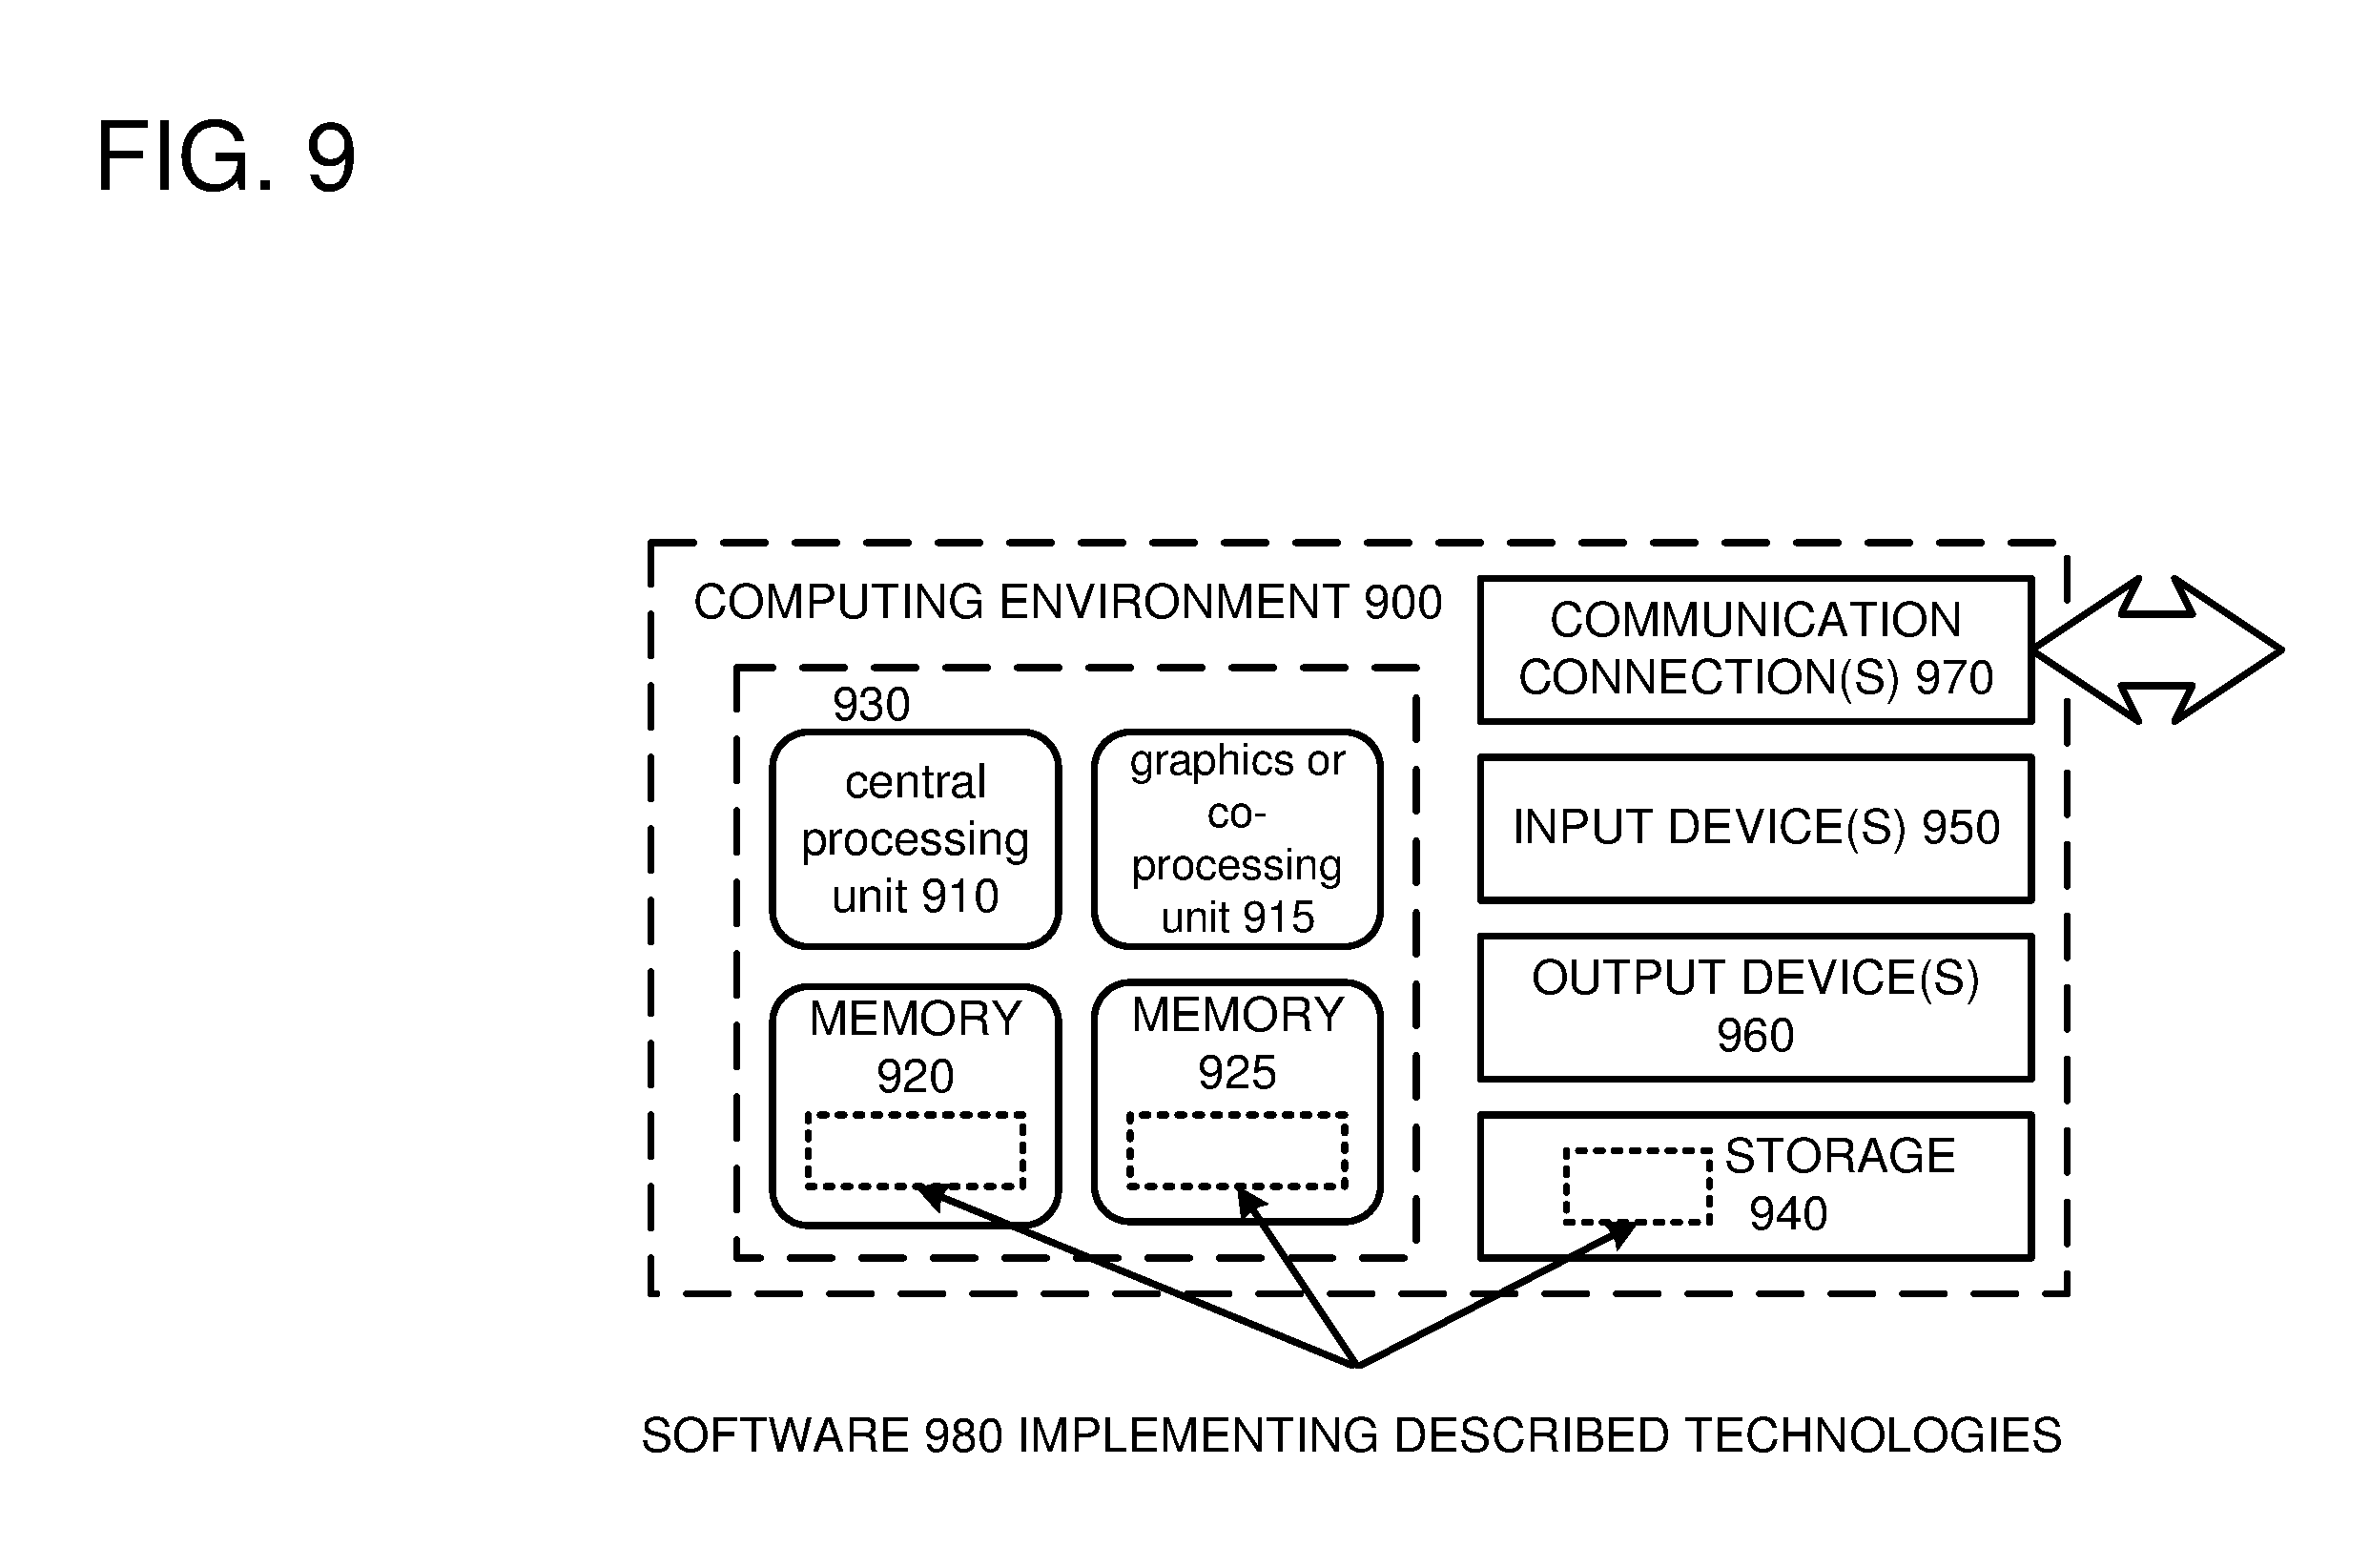 FIG. 9
COMPUTING ENVIRONMENT 900
930
central
processing
unit 910
graphics or
co-
processing
unit 915
MEMORY
920
MEMORY
925
COMMUNICATION
CONNECTION(S) 970
INPUT DEVICE(S) 950
OUTPUT DEVICE(S)
960
STORAGE
940
SOFTWARE 980 IMPLEMENTING DESCRIBED TECHNOLOGIES